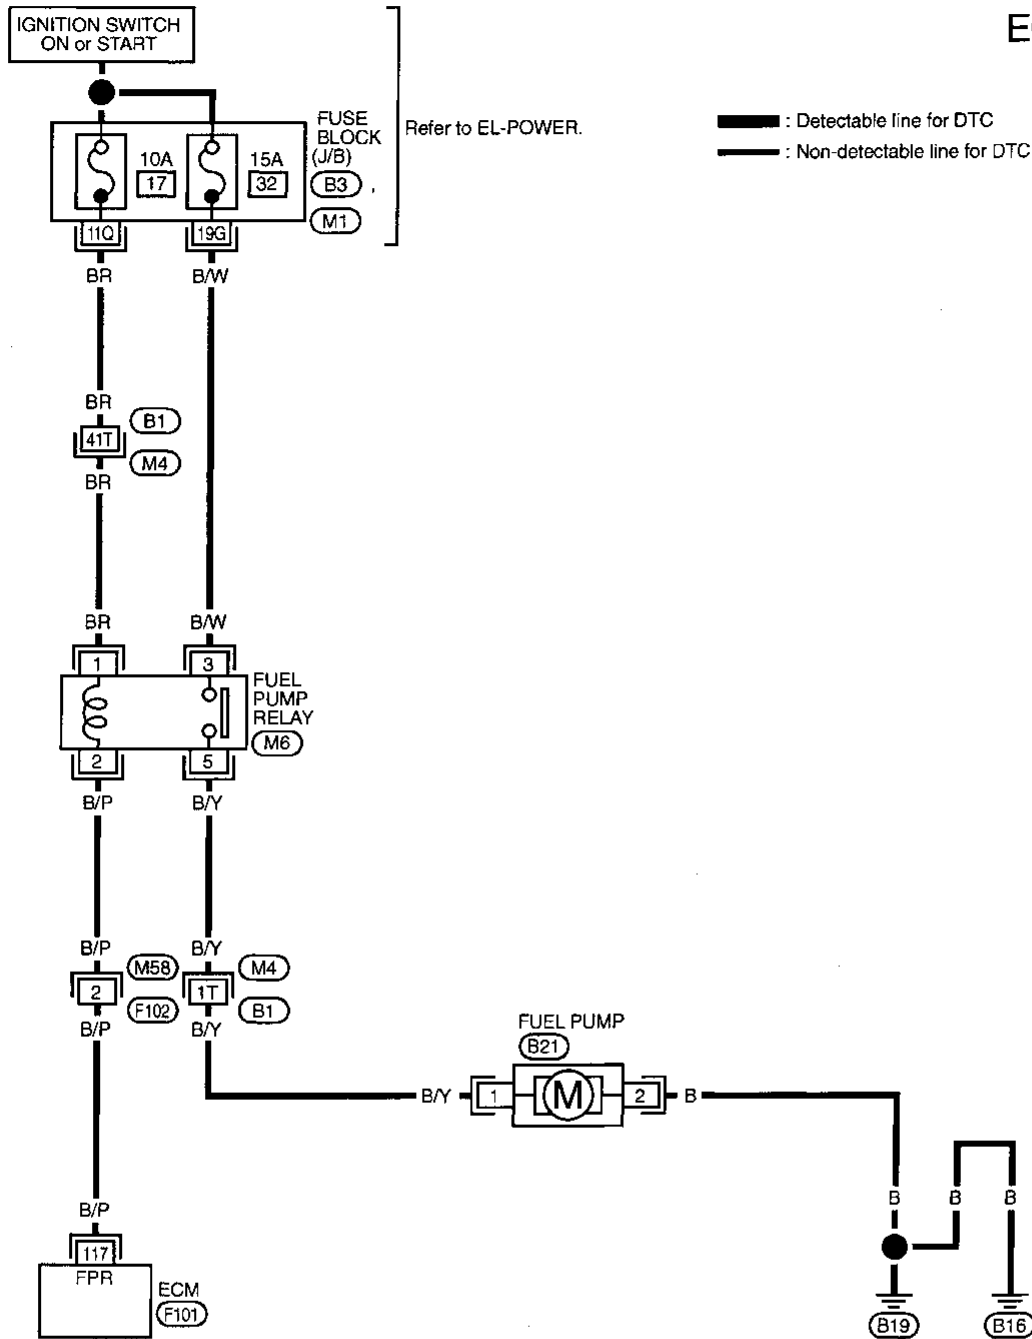 IGNITION SWITCH
ON or START
E
Refer to EL-POWER.
: Detectable line for DTC
: Non-detectable line for DTC
FUSE
BLOCK
(J/B)
10A
17
15A
32
B3 ,
M1
11Q
19G
BR
B/W
BR
B1
41T
M4
BR
BR
B/W
1
3
FUEL
PUMP
RELAY
M6
2
5
B/P
B/Y
B/P
M58
B/Y
M4
2
1T
F102
B1
B/P
B/Y
FUEL PUMP
B21
B/Y
1
M
2
B
B/P
B
B
B
117
FPR
ECM
F101
B19
B16